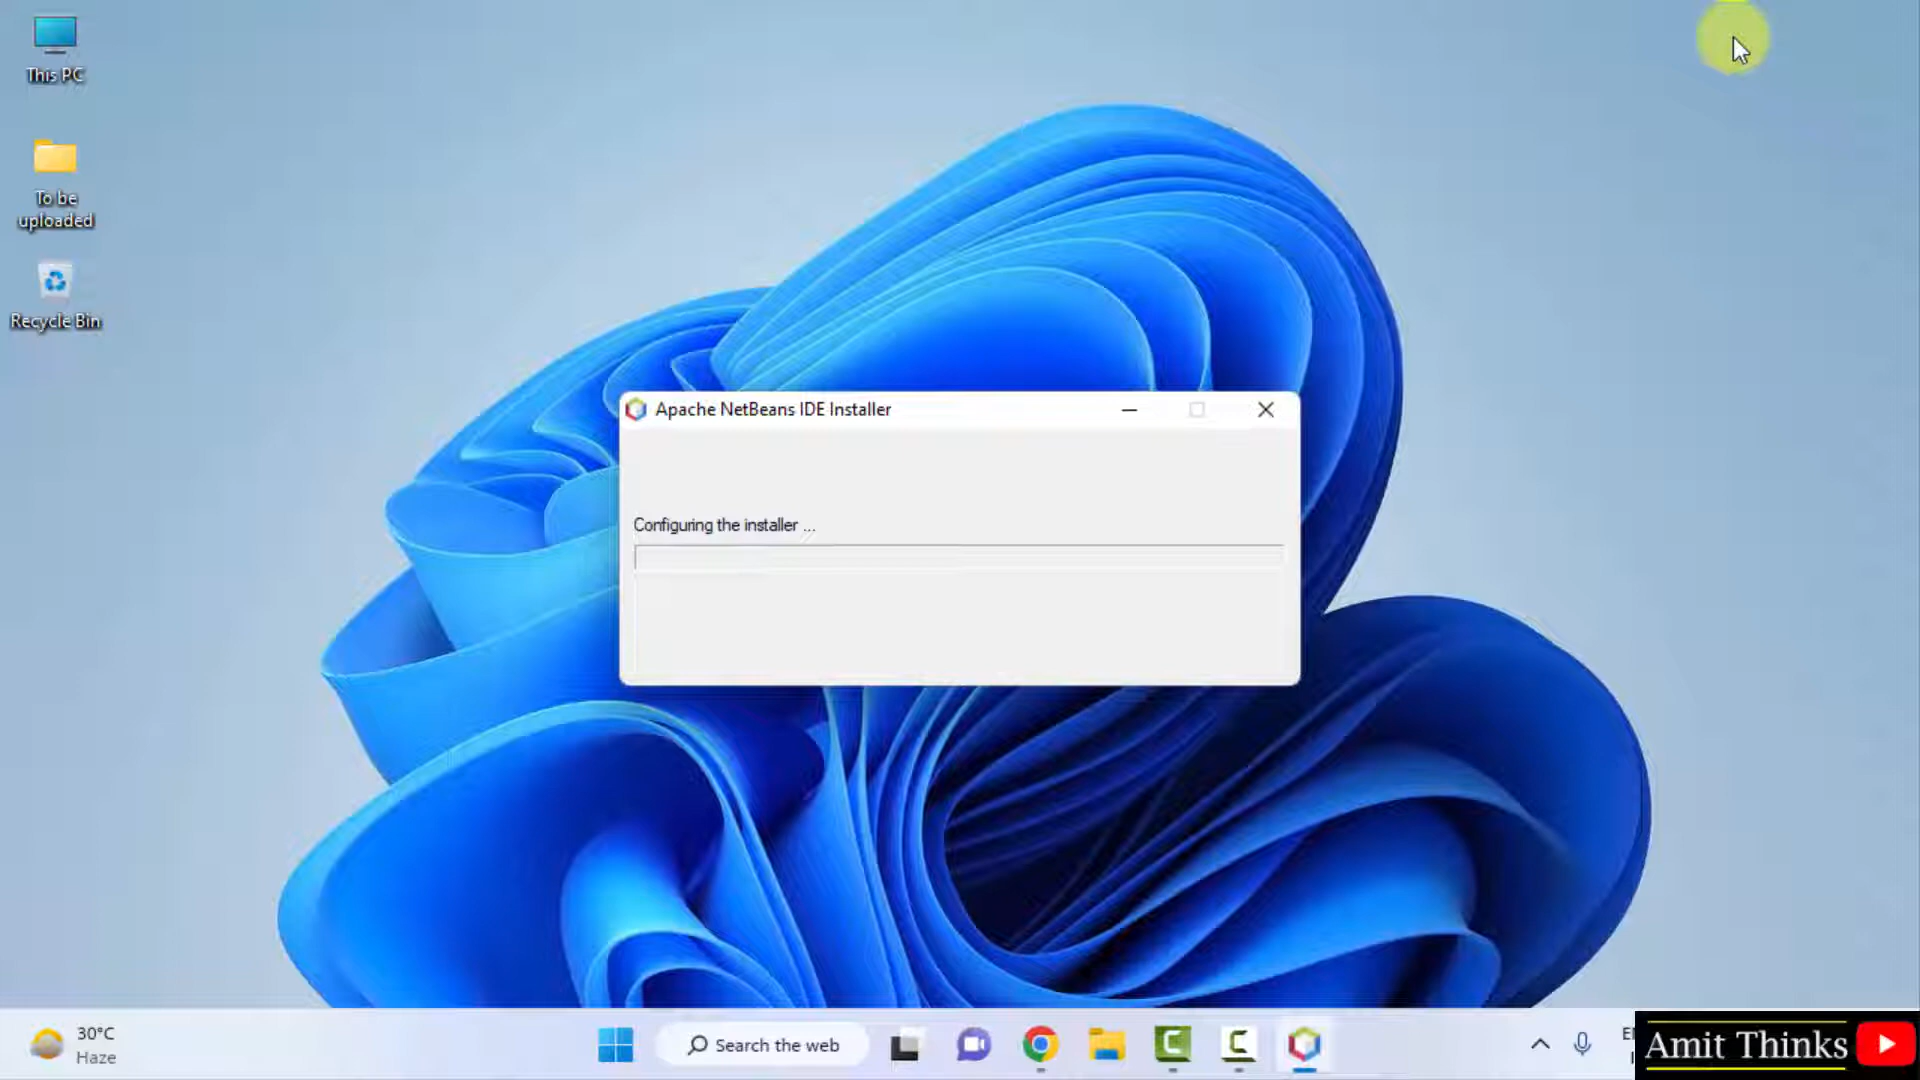 This PC
To be
uploaded
Recycle Bin
Apache NetBeans IDE Installer
Configuring the installer ...
30°C
Haze
Search the web
Amit Thinks